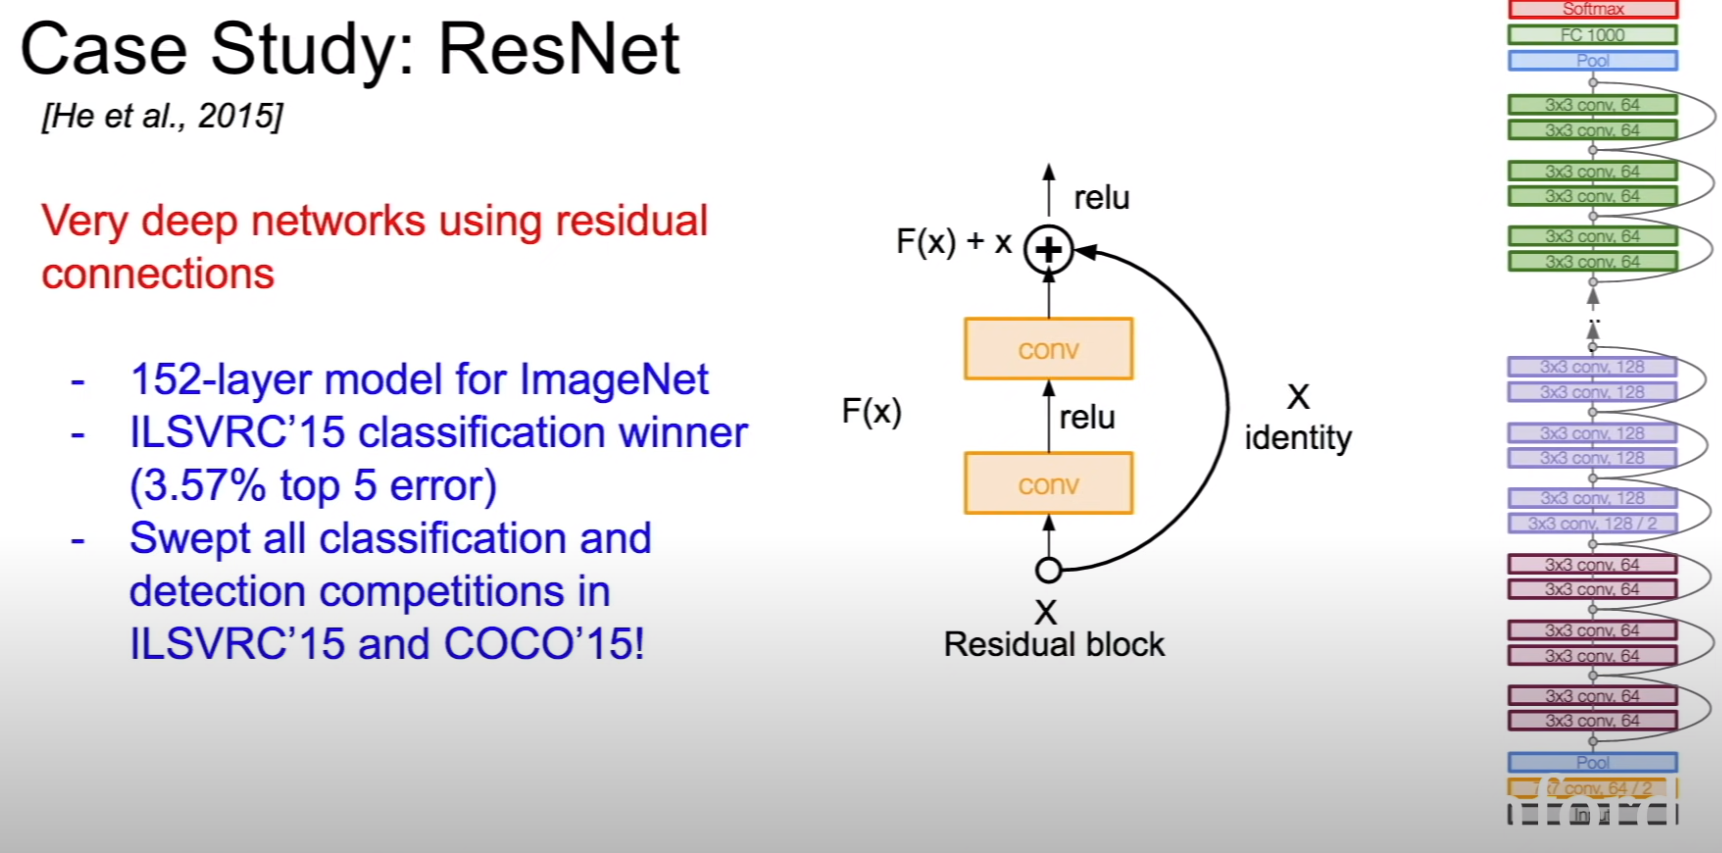 Case Study: ResNet
[He et al., 2015]
Very deep networks using residual
connections
- 152-layer model for ImageNet
- ILSVRC’15 classification winner
(3.57% top 5 error)
- Swept all classification and
detection competitions in
ILSVRC’15 and COCO’15!
relu
F(x) + x
conv
F(x)
relu
X
identity
conv
X
Residual block
Softmax
FC 1000
Pool
3x3 conv, 64
3x3 conv, 64
3x3 conv, 64
3x3 conv, 64
3x3 conv, 64
3x3 conv, 64
..
3x3 conv, 128
3x3 conv, 128
3x3 conv, 128
3x3 conv, 128
3x3 conv, 128
3x3 conv, 128 / 2
3x3 conv, 64
3x3 conv, 64
3x3 conv, 64
3x3 conv, 64
3x3 conv, 64
3x3 conv, 64
Pool
7x7 conv, 64 / 2
Input